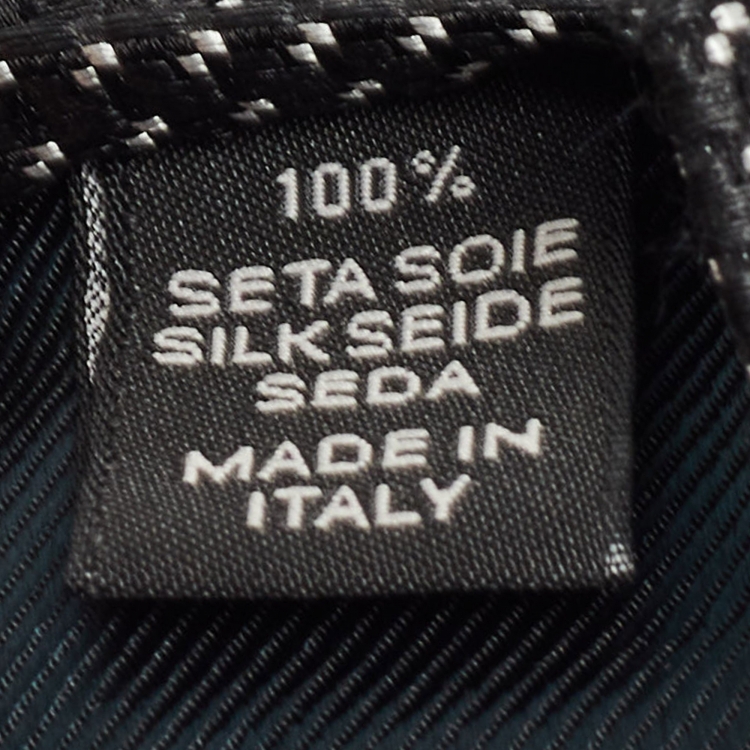 100%
SETA SOIE
SILK SEIDE
SEDA
MADE IN
ITALY